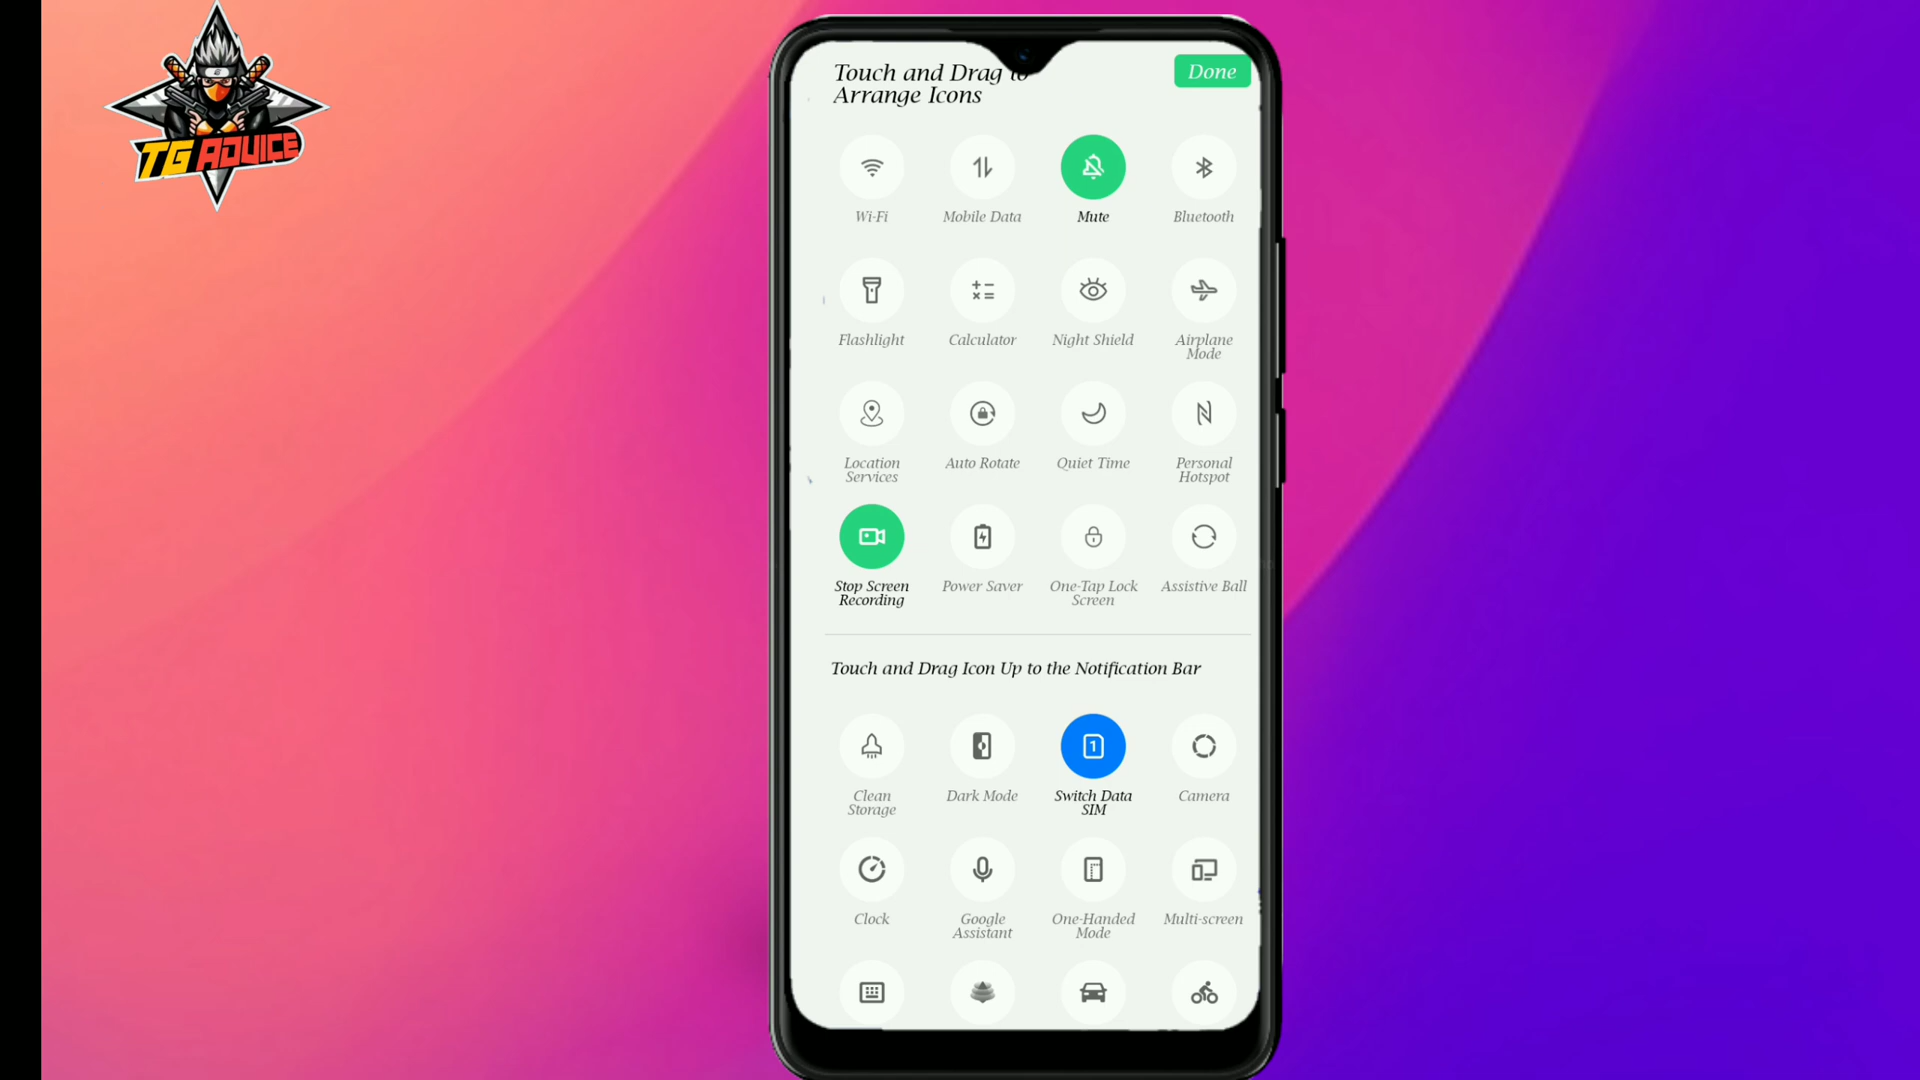 TG ADVICE
Touch and Drag to
Arrange Icons
Done
Wi-Fi
Mobile Data
Mute
Bluetooth
Flashlight
Calculator
Night Shield
Airplane
Mode
Location
Services
Auto Rotate
Quiet Time
Personal
Hotspot
Stop Screen
Recording
Power Saver
One-Tap Lock
Screen
Assistive Ball
Touch and Drag Icon Up to the Notification Bar
Clean
Storage
Dark Mode
1
Switch Data
SIM
Camera
Clock
Google
Assistant
One-Handed
Mode
Multi-screen